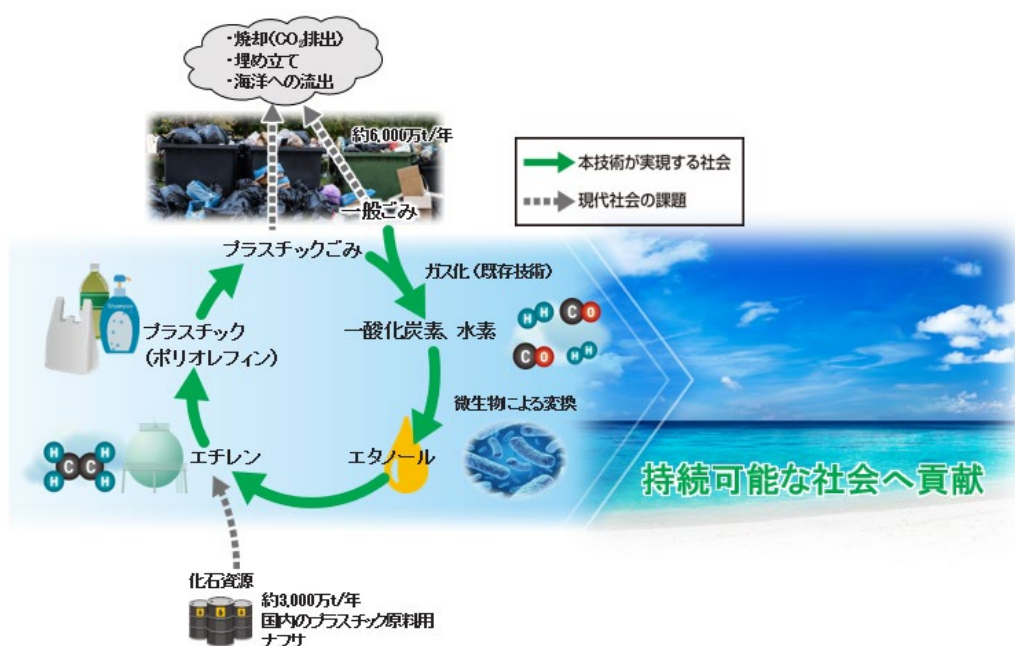 ・焼却(CO₂排出)
・埋め立て
・海洋への流出
約6,000万t/年
一般ごみ
本技術が実現する社会
現代社会の課題
プラスチックごみ
ガス化(既存技術)
プラスチック
(ポリオレフィン)
Shampoo
一酸化炭素、水素
H H C O
C O H H
微生物による変換
エチレン
エタノール
H H
C C
H H
持続可能な社会へ貢献
化石資源
約3,000万t/年
国内のプラスチック原料用
ナフサ